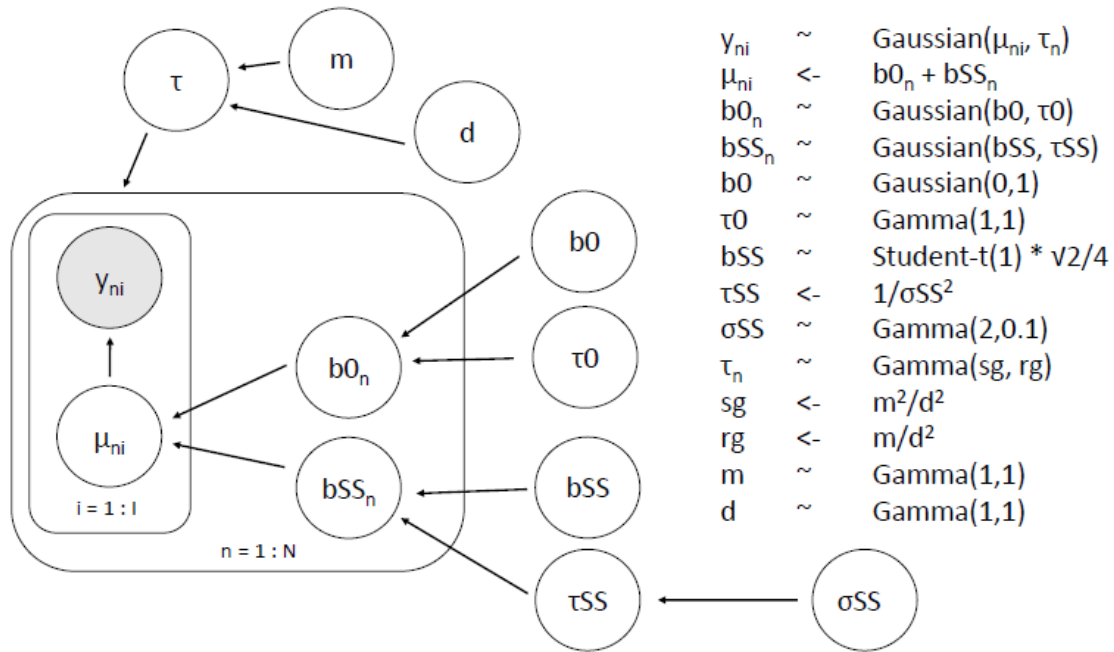 τ
m
d
y_ni
μ_ni
i = 1 : I
b0_n
bSS_n
n = 1 : N
b0
τ0
bSS
τSS
σSS
y_ni ~ Gaussian(μ_ni, τ_n)
μ_ni <- b0_n + bSS_n
b0_n ~ Gaussian(b0, τ0)
bSS_n ~ Gaussian(bSS, τSS)
b0 ~ Gaussian(0,1)
τ0 ~ Gamma(1,1)
bSS ~ Student-t(1) * √2/4
τSS <- 1/σSS²
σSS ~ Gamma(2,0.1)
τ_n ~ Gamma(sg, rg)
sg <- m²/d²
rg <- m/d²
m ~ Gamma(1,1)
d ~ Gamma(1,1)